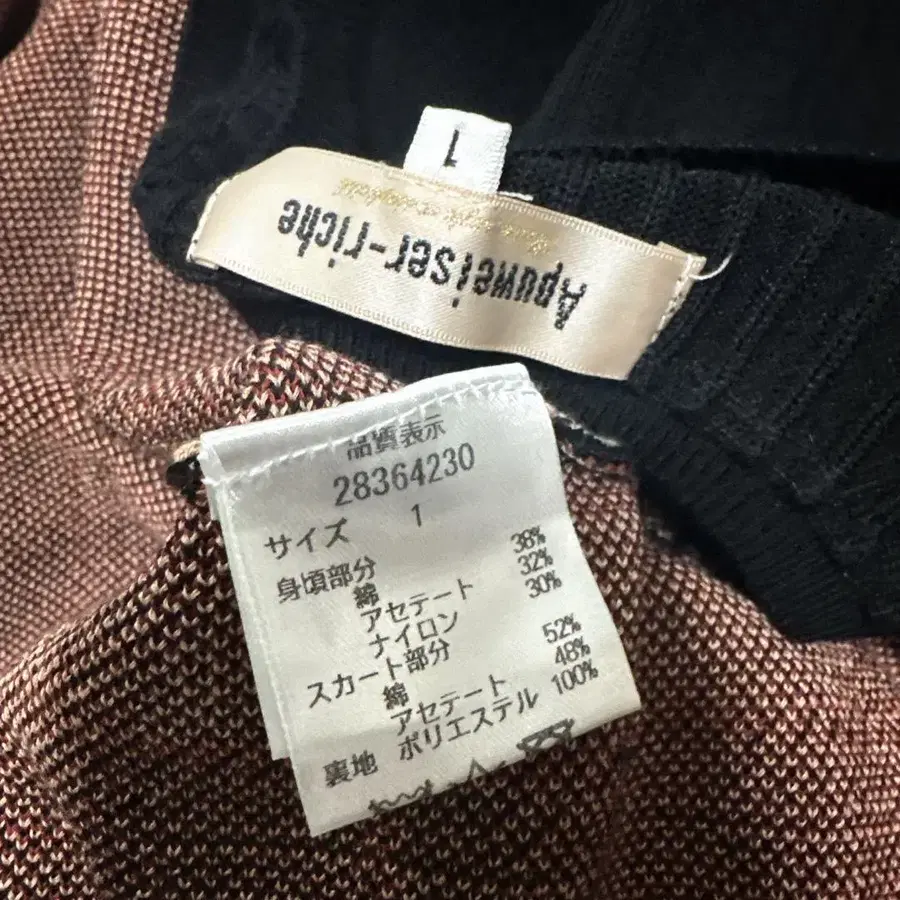 1
Apuweiser-riche
品質表示
28364230
サイズ 1
身頃部分
綿 38%
アセテート 32%
ナイロン 30%
スカート部分
綿 52%
アセテート 48%
裏地 ポリエステル 100%